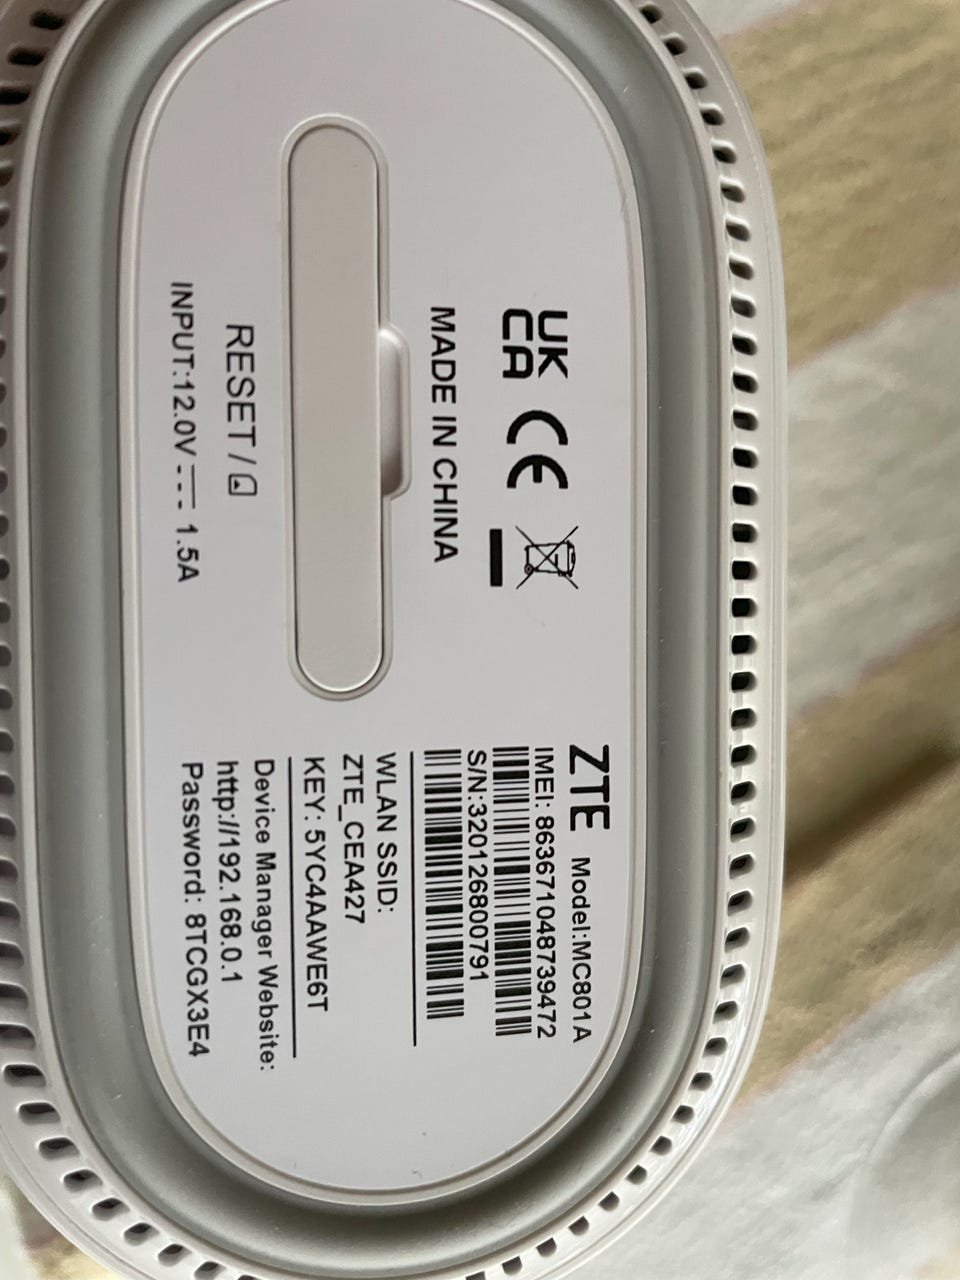 UK
CA CE
MADE IN CHINA
RESET /
INPUT:12.0V 1.5A
ZTE Model:MC801A
IMEI: 863671048739472
S/N:320126800791
WLAN SSID:
ZTE_CEA427
KEY: 5YC4AAWE6T
Device Manager Website:
http://192.168.0.1
Password: 8TCGX3E4